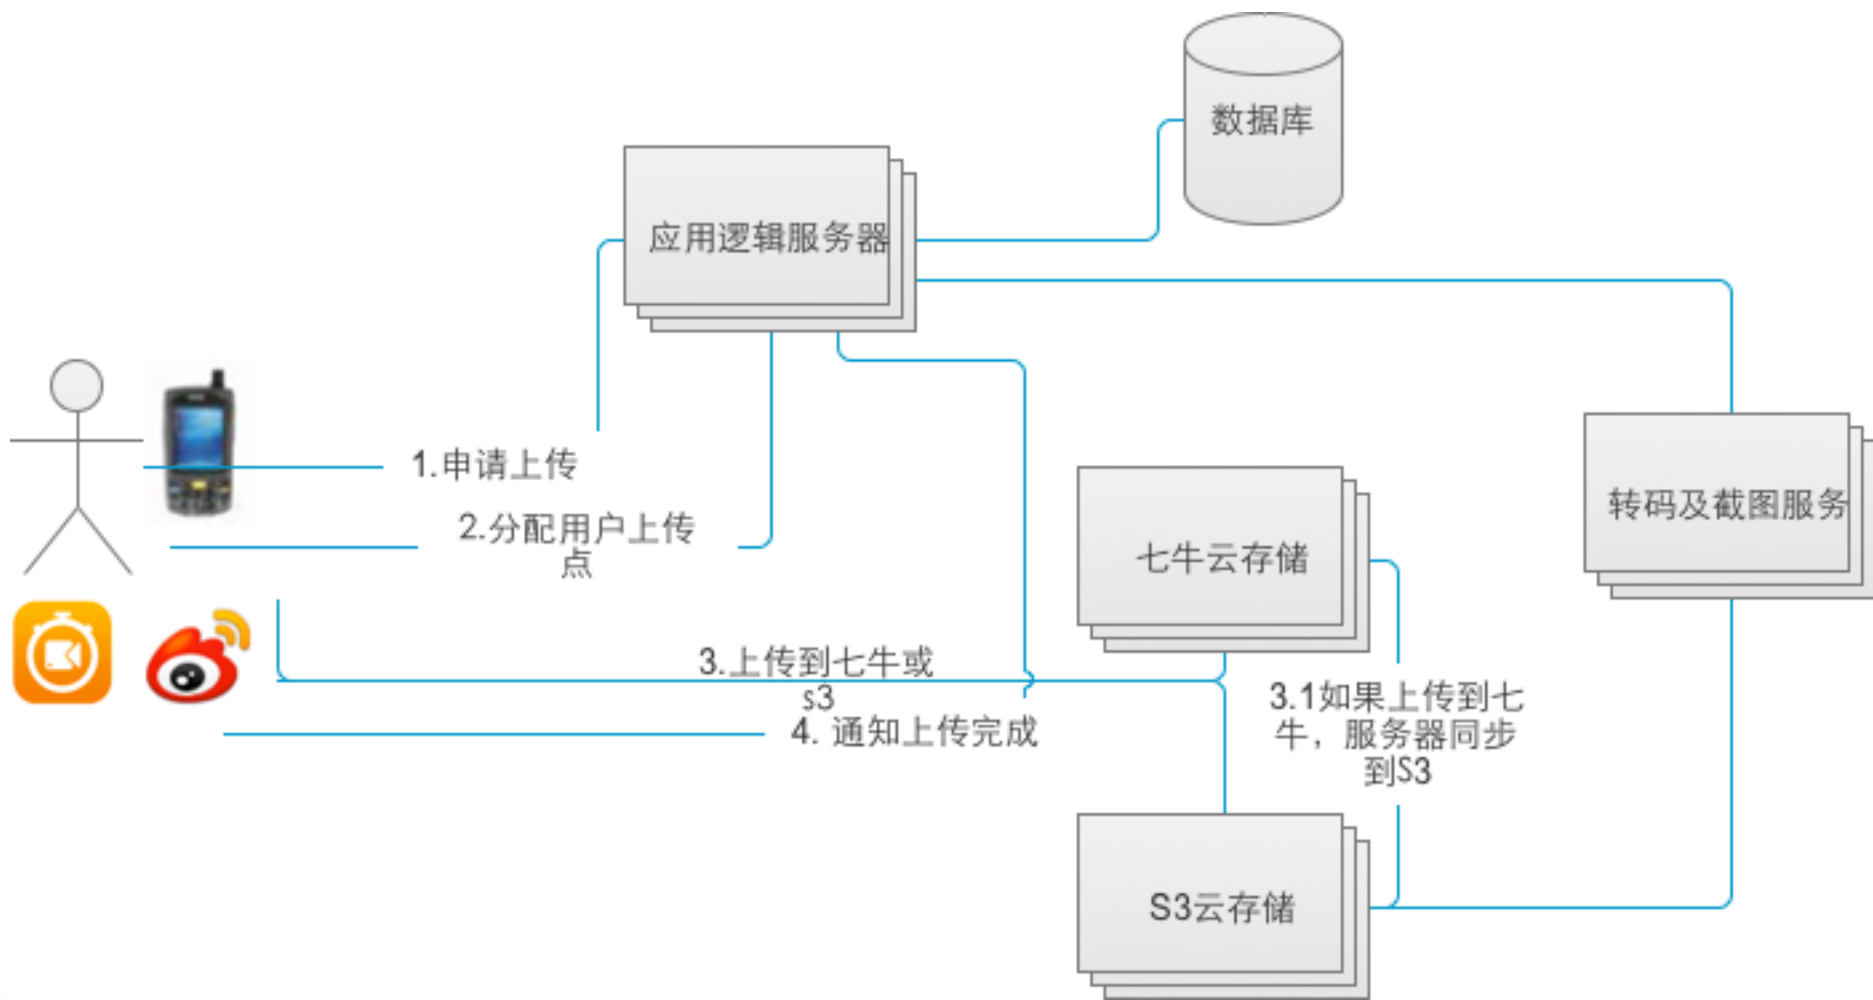 数据库
应用逻辑服务器
1.申请上传
2.分配用户上传
点
七牛云存储
转码及截图服务
3.上传到七牛或
s3
4. 通知上传完成
3.1如果上传到七
牛，服务器同步
到S3
S3云存储